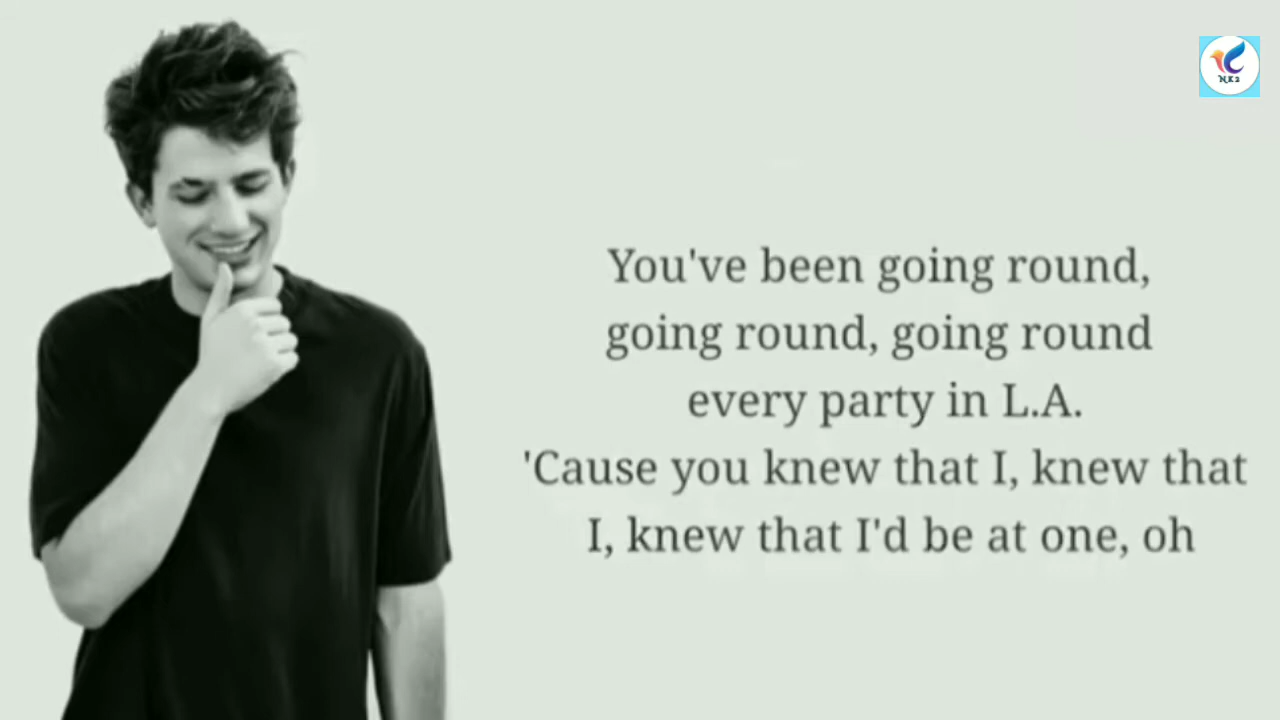 NK2
You've been going round,
going round, going round
every party in L.A.
'Cause you knew that I, knew that
I, knew that I'd be at one, oh